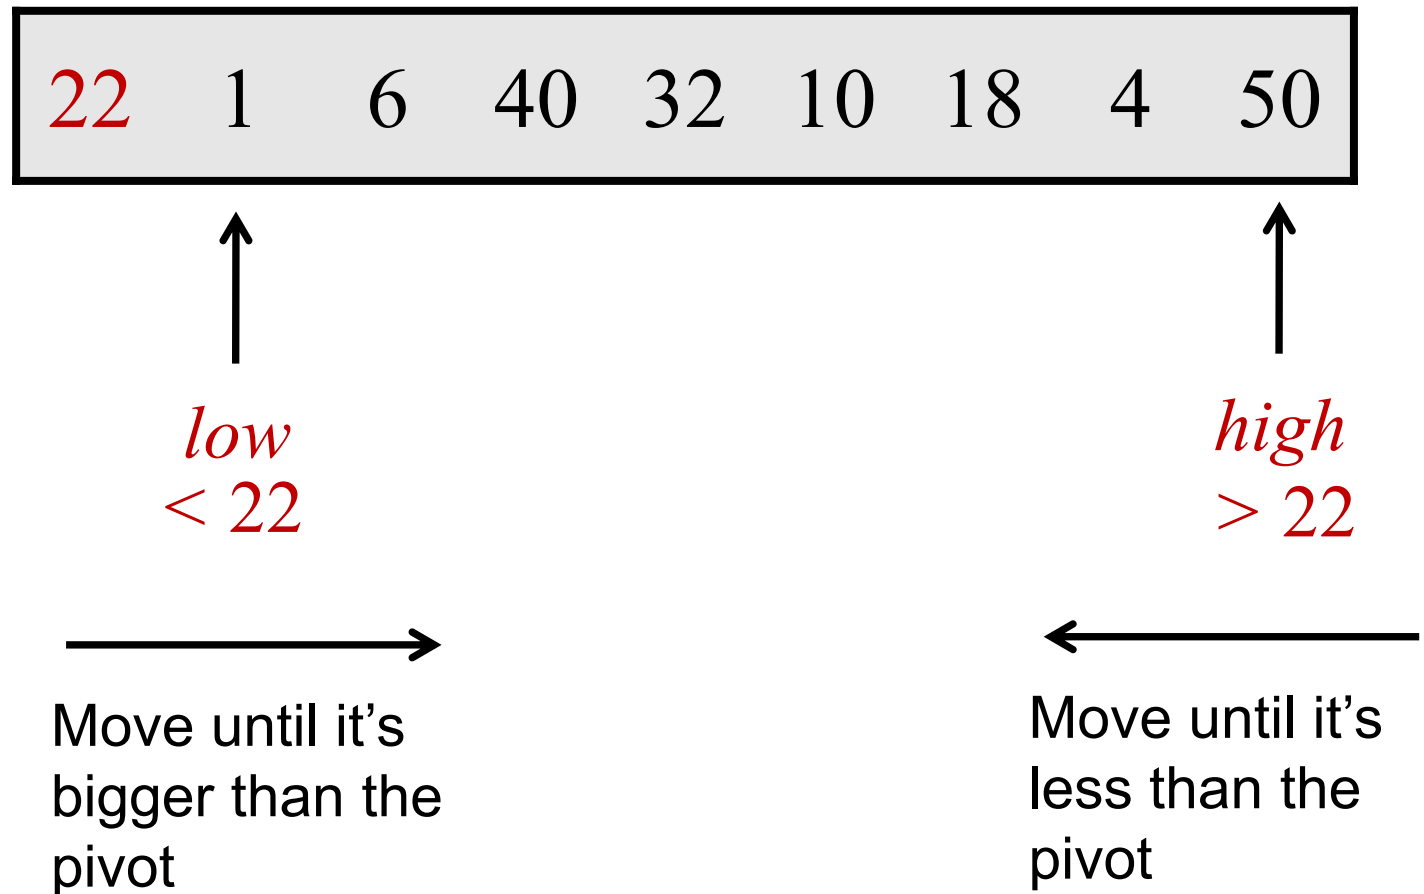 22 1 6 40 32 10 18 4 50
low
< 22
high
> 22
Move until it’s
bigger than the
pivot
Move until it’s
less than the
pivot